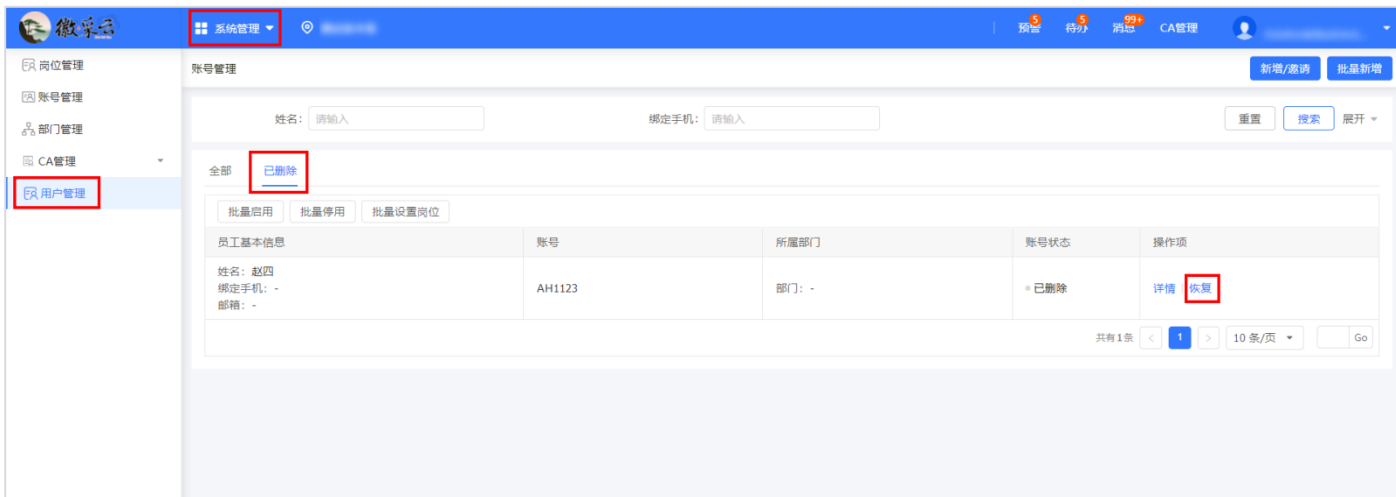 徽采云 系统管理 预警 5 待办 5 消息 99+ CA管理
岗位管理
账号管理
部门管理
CA管理
用户管理
账号管理 新增/邀请 批量新增
姓名: 请输入 绑定手机: 请输入 重置 搜索 展开
全部 已删除
批量启用 批量停用 批量设置岗位
员工基本信息 账号 所属部门 账号状态 操作项
姓名: 赵四
绑定手机: -
邮箱: -
AH1123 部门: - 已删除 详情 恢复
共有1条 < 1 > 10 条/页 Go